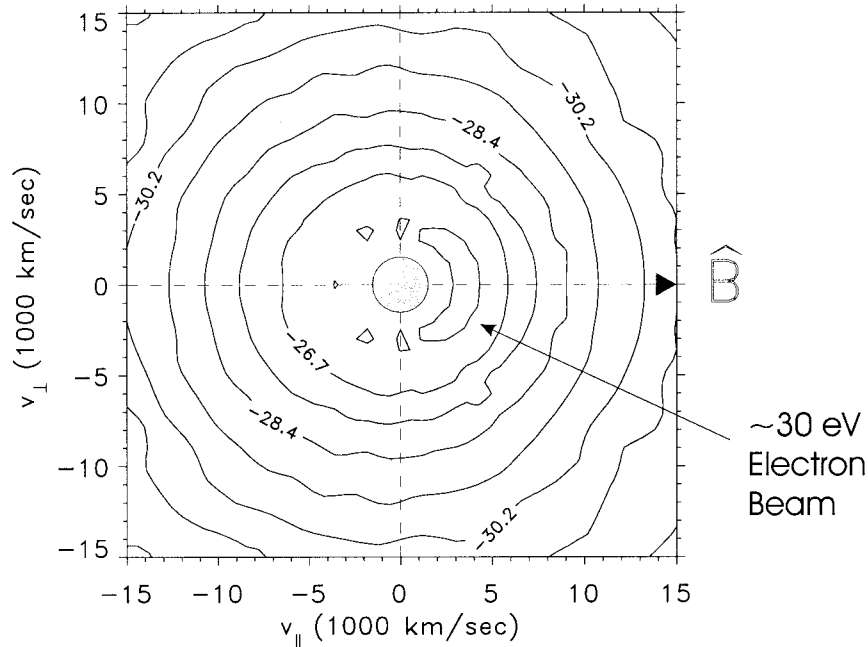 15
10
5
0
-5
-10
-15
-15 -10 -5 0 5 10 15
v⊥ (1000 km/sec)
v∥ (1000 km/sec)
-30.2
-30.2
-28.4
-26.7
-28.4
-30.2
B̂
~30 eV
Electron
Beam